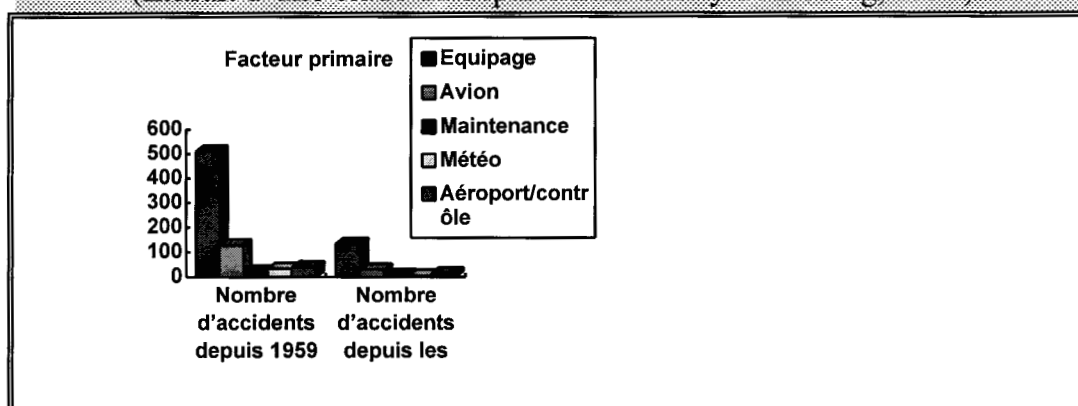 Facteur primaire
Equipage
Avion
Maintenance
Météo
Aéroport/contr
ôle
600
500
400
300
200
100
0
Nombre
d'accidents
depuis 1959
Nombre
d'accidents
depuis les